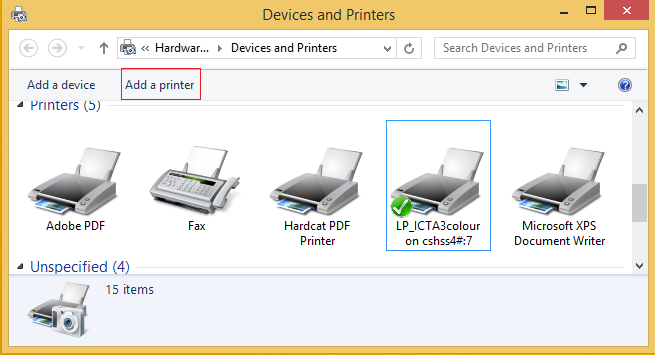 Devices and Printers
Hardwar... Devices and Printers
Search Devices and Printers
Add a device Add a printer
Printers (5)
Adobe PDF
Fax
Hardcat PDF
Printer
LP_ICTA3colour
on cshss4#:7
Microsoft XPS
Document Writer
Unspecified (4)
15 items